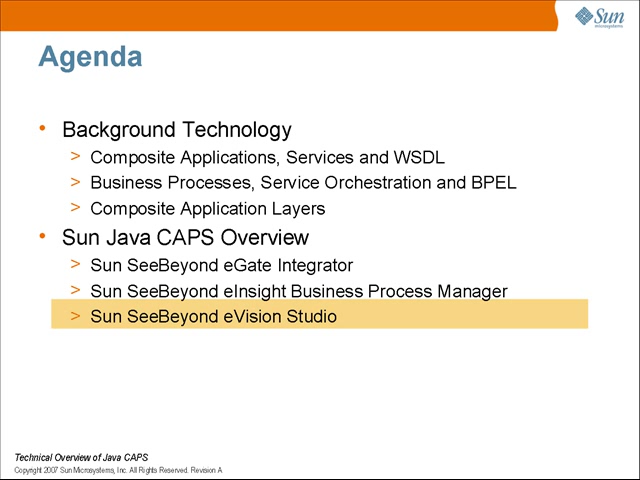 Sun
microsystems
Agenda
• Background Technology
> Composite Applications, Services and WSDL
> Business Processes, Service Orchestration and BPEL
> Composite Application Layers
• Sun Java CAPS Overview
> Sun SeeBeyond eGate Integrator
> Sun SeeBeyond eInsight Business Process Manager
> Sun SeeBeyond eVision Studio
Technical Overview of Java CAPS
Copyright 2007 Sun Microsystems, Inc. All Rights Reserved. Revision A